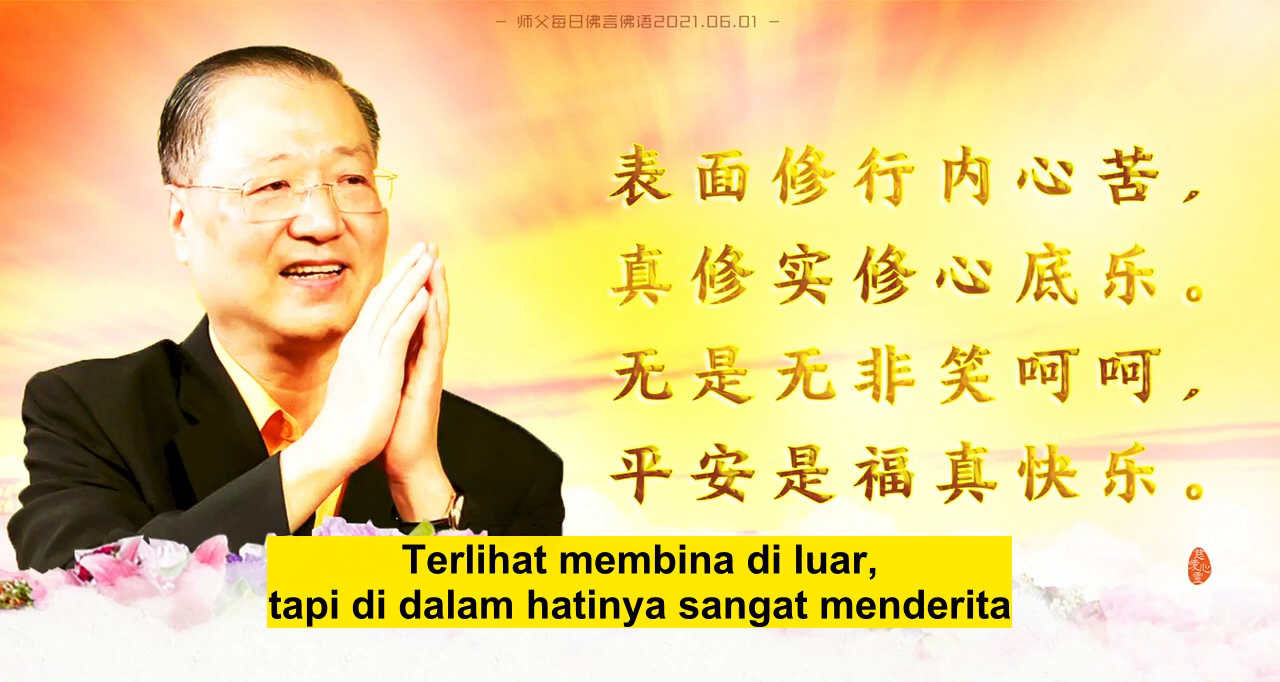 - 师父每日佛言佛语2021.06.01 -
表面修行内心苦，
真修实修心底乐。
无是无非笑呵呵，
平安是福真快乐。
Terlihat membina di luar,
tapi di dalam hatinya sangat menderita